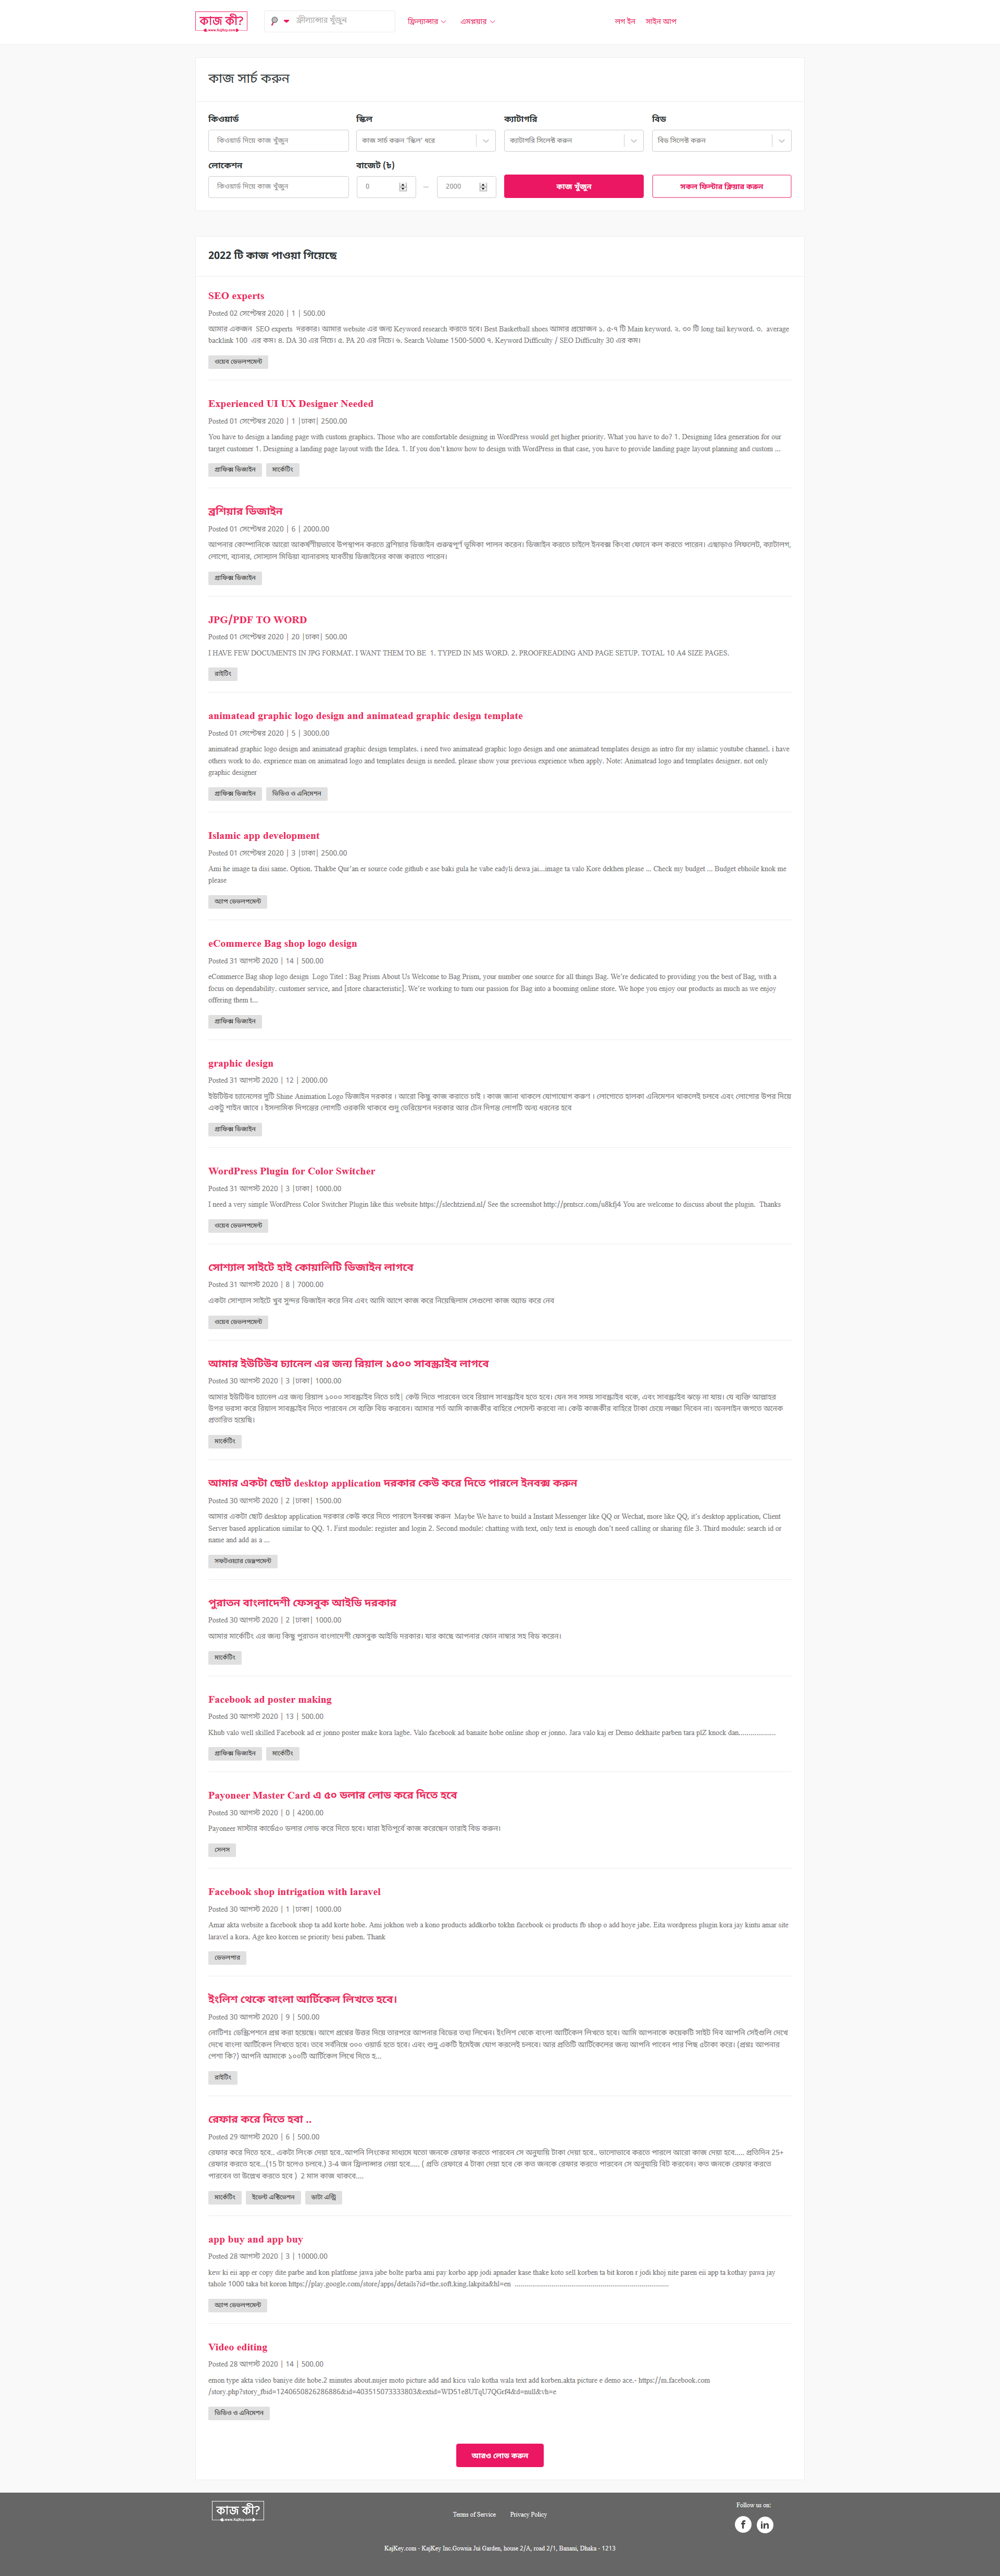 কাজ কী?
www.kajkey.com
ফ্রীল্যান্সার খুঁজুন
ফ্রিল্যান্সার
এমপ্লয়ার
লগ ইন
সাইন আপ
কাজ সার্চ করুন
কিওয়ার্ড
স্কিল
ক্যাটাগরি
বিড
কিওয়ার্ড দিয়ে কাজ খুঁজুন
কাজ সার্চ করুন 'স্কিল' ধরে
ক্যাটাগরি সিলেক্ট করুন
বিড সিলেক্ট করুন
লোকেশন
বাজেট (৳)
কিওয়ার্ড দিয়ে কাজ খুঁজুন
0
—
2000
কাজ খুঁজুন
সকল ফিল্টার ক্লিয়ার করুন
2022 টি কাজ পাওয়া গিয়েছে
SEO experts
Posted 02 সেপ্টেম্বর 2020 | 1 | 500.00
আমার একজন SEO experts দরকার। আমার website এর জন্য Keyword research করতে হবে। Best Basketball shoes আমার প্রয়োজন ১. ৫-৭ টি Main keyword. ২. ৩০ টি long tail keyword. ৩. average
backlink 100 এর কম। ৪. DA 30 এর নিচে। ৫. PA 20 এর নিচে। ৬. Search Volume 1500-5000 ৭. Keyword Difficulty / SEO Difficulty 30 এর কম।
ওয়েব ডেভলপমেন্ট
Experienced UI UX Designer Needed
Posted 01 সেপ্টেম্বর 2020 | 1 |ঢাকা| 2500.00
You have to design a landing page with custom graphics. Those who are comfortable designing in WordPress would get higher priority. What you have to do? 1. Designing Idea generation for our
target customer 1. Designing a landing page layout with the Idea. 1. If you don't know how to design with WordPress in that case, you have to provide landing page layout planning and custom ...
গ্রাফিক্স ডিজাইন
মার্কেটিং
ব্রশিয়ার ডিজাইন
Posted 01 সেপ্টেম্বর 2020 | 6 | 2000.00
আপনার কোম্পানিকে আরো আকর্ষণীয়ভাবে উপস্থাপন করতে ব্রশিয়ার ডিজাইন গুরুত্বপূর্ণ ভূমিকা পালন করেন। ডিজাইন করতে চাইলে ইনবক্স কিংবা ফোনে কল করতে পারেন। এছাড়াও লিফলেট, ক্যাটালগ,
লোগো, ব্যানার, সোস্যাল মিডিয়া ব্যানারসহ যাবতীয় ডিজাইনের কাজ করাতে পারেন।
গ্রাফিক্স ডিজাইন
JPG/PDF TO WORD
Posted 01 সেপ্টেম্বর 2020 | 20 |ঢাকা| 500.00
I HAVE FEW DOCUMENTS IN JPG FORMAT. I WANT THEM TO BE 1. TYPED IN MS WORD. 2. PROOFREADING AND PAGE SETUP. TOTAL 10 A4 SIZE PAGES.
রাইটিং
animatead graphic logo design and animatead graphic design template
Posted 01 সেপ্টেম্বর 2020 | 5 | 3000.00
animatead graphic logo design and animatead graphic design templates. i need two animatead graphic logo design and one animatead templates design as intro for my islamic youtube channel. i have
others work to do. exprience man on animatead logo and templates design is needed. please show your previous exprience when apply. Note: Animatead logo and templates designer. not only
graphic designer
গ্রাফিক্স ডিজাইন
ভিডিও ও এনিমেশন
Islamic app development
Posted 01 সেপ্টেম্বর 2020 | 3 |ঢাকা| 2500.00
Ami he image ta disi same. Option. Thakbe Qur'an er source code github e ase baki gula he vabe eadyli dewa jai...image ta valo Kore dekhen please ... Check my budget ... Budget ebhoile knok me
please
অ্যাপ ডেভলপমেন্ট
eCommerce Bag shop logo design
Posted 31 আগস্ট 2020 | 14 | 500.00
eCommerce Bag shop logo design Logo Titel : Bag Prism About Us Welcome to Bag Prism, your number one source for all things Bag. We're dedicated to providing you the best of Bag, with a
focus on dependability. customer service, and [store characteristic]. We're working to turn our passion for Bag into a booming online store. We hope you enjoy our products as much as we enjoy
offering them t...
গ্রাফিক্স ডিজাইন
graphic design
Posted 31 আগস্ট 2020 | 12 | 2000.00
ইউটিউব চ্যানেলের দুটি Shine Animation Logo ডিজাইন দরকার । আরো কিছু কাজ করাতে চাই । কাজ জানা থাকলে যোগাযোগ করুণ । লোগোতে হালকা এনিমেশন থাকলেই চলবে এবং লোগোর উপর দিয়ে
একটু শাইন জাবে । ইসলামিক দিগন্তের লোগটি ওরকমি থাকবে শুদু ভেরিয়েশন দরকার আর টেন দিগন্ত লোগটি অন্য ধরনের হবে
গ্রাফিক্স ডিজাইন
WordPress Plugin for Color Switcher
Posted 31 আগস্ট 2020 | 3 |ঢাকা| 1000.00
I need a very simple WordPress Color Switcher Plugin like this website https://slechtziend.nl/ See the screenshot http://prntscr.com/u8kfj4 You are welcome to discuss about the plugin. Thanks
ওয়েব ডেভলপমেন্ট
সোশ্যাল সাইটে হাই কোয়ালিটি ডিজাইন লাগবে
Posted 31 আগস্ট 2020 | 8 | 7000.00
একটা সোশ্যাল সাইটে খুব সুন্দর ডিজাইন করে নিব এবং আমি আগে কাজ করে নিয়েছিলাম সেগুলো কাজ অ্যাড করে নেব
ওয়েব ডেভলপমেন্ট
আমার ইউটিউব চ্যানেল এর জন্য রিয়াল ১৫০০ সাবস্ক্রাইব লাগবে
Posted 30 আগস্ট 2020 | 3 |ঢাকা| 1000.00
আমার ইউটিউব চ্যানেল এর জন্য রিয়াল ১০০০ সাবস্ক্রাইব নিতে চাই| কেউ দিতে পারবেন তবে রিয়াল সাবস্ক্রাইব হতে হবে। যেন সব সময় সাবস্ক্রাইব থকে, এবং সাবস্ক্রাইব ঝড়ে না যায়। যে ব্যক্তি আল্লাহর
উপর ভরসা করে রিয়াল সাবস্ক্রাইব দিতে পারবেন সে ব্যক্তি বিড করবেন। আমার শর্ত আমি কাজকীর বাহিরে পেমেন্ট করবো না। কেউ কাজকীর বাহিরে টাকা চেয়ে লজ্জা দিবেন না। অনলাইন জগতে অনেক
প্রতারিত হয়েছি।
মার্কেটিং
আমার একটা ছোট desktop application দরকার কেউ করে দিতে পারলে ইনবক্স করুন
Posted 30 আগস্ট 2020 | 2 |ঢাকা| 1500.00
আমার একটা ছোট desktop application দরকার কেউ করে দিতে পারলে ইনবক্স করুন Maybe We have to build a Instant Messenger like QQ or Wechat, more like QQ, it's desktop application, Client
Server based application similar to QQ. 1. First module: register and login 2. Second module: chatting with text, only text is enough don't need calling or sharing file 3. Third module: search id or
name and add as a ...
সফটওয়্যার ডেভ্লপমেন্ট
পুরাতন বাংলাদেশী ফেসবুক আইডি দরকার
Posted 30 আগস্ট 2020 | 2 |ঢাকা| 1000.00
আমার মার্কেটিং এর জন্য কিছু পুরাতন বাংলাদেশী ফেসবুক আইডি দরকার। যার কাছে আপনার ফোন নাম্বার সহ বিড করেন।
মার্কেটিং
Facebook ad poster making
Posted 30 আগস্ট 2020 | 13 | 500.00
Khub valo well skilled Facebook ad er jonno poster make kora lagbe. Valo facebook ad banaite hobe online shop er jonno. Jara valo kaj er Demo dekhaite parben tara plZ knock dan...................
গ্রাফিক্স ডিজাইন
মার্কেটিং
Payoneer Master Card এ ৫০ ডলার লোড করে দিতে হবে
Posted 30 আগস্ট 2020 | 0 | 4200.00
Payoneer মাস্টার কার্ডে৫০ ডলার লোড করে দিতে হবে। যারা ইতিপূর্বে কাজ করেছেন তারাই বিড করুন।
সেলস
Facebook shop intrigation with laravel
Posted 30 আগস্ট 2020 | 1 |ঢাকা| 1000.00
Amar akta website a facebook shop ta add korte hobe. Ami jokhon web a kono products addkorbo tokhn facebook oi products fb shop o add hoye jabe. Eita wordpress plugin kora jay kintu amar site
laravel a kora. Age keo korcen se priority besi paben. Thank
ডেভলপার
ইংলিশ থেকে বাংলা আর্টিকেল লিখতে হবে।
Posted 30 আগস্ট 2020 | 9 | 500.00
নোটিশঃ ডেস্ক্রিপশনে প্রশ্ন করা হয়েছে। আগে প্রশ্নের উত্তর দিয়ে তারপরে আপনার বিডের তথ্য লিখেন। ইংলিশ থেকে বাংলা আর্টিকেল লিখতে হবে। আমি আপনাকে কয়েকটি সাইট দিব আপনি সেইগুলি দেখে
দেখে বাংলা আর্টিকেল লিখতে হবে। তবে সর্বনিম্নে ৩০০ ওয়ার্ড হতে হবে। এবং শুদু একটি ইমেইজ যোগ করলেই চলবে। আর প্রতিটি আর্টিকেলের জন্য আপনি পাবেন পার পিছ ৫টাকা করে। (প্রশ্নঃ আপনার
পেশা কি?) আপনি আমাকে ১০০টি আর্টিকেল লিখে দিতে হ...
রাইটিং
রেফার করে দিতে হবা ..
Posted 29 আগস্ট 2020 | 6 | 500.00
রেফার করে দিতে হবে.. একটা লিংক দেয়া হবে..আপনি লিংকের মাধ্যমে যতো জনকে রেফার করতে পারবেন সে অনুযায়ি টাকা দেয়া হবে.. ভালোভাবে করতে পারলে আরো কাজ দেয়া হবে..... প্রতিদিন 25+
রেফার করতে হবে...(15 টা হলেও চলবে.) 3-4 জন ফ্রিলান্সার নেয়া হবে..... ( প্রতি রেফারে 4 টাকা দেয়া হবে কে কত জনকে রেফার করতে পারবেন সে অনুযায়ি বিট করবেন। কত জনকে রেফার করতে
পারবেন তা উল্লেখ করতে হবে ) 2 মাস কাজ থাকবে....
মার্কেটিং
ইভেন্ট এক্টিভেশন
ডাটা এন্ট্রি
app buy and app buy
Posted 28 আগস্ট 2020 | 3 | 10000.00
kew ki eii app er copy dite parbe and kon platfome jawa jabe bolte parba ami pay korbo app jodi apnader kase thake koto sell korben ta bit koron r jodi khoj nite paren eii app ta kothay pawa jay
tahole 1000 taka bit koron https://play.google.com/store/apps/details?id=the.soft.king.lakpita&hl=en ...............................................................................
অ্যাপ ডেভলপমেন্ট
Video editing
Posted 28 আগস্ট 2020 | 14 | 500.00
emon type akta video baniye dite hobe.2 minutes about.nijer moto picture add and kicu valo kotha wala text add korben.akta picture e demo ace.- https://m.facebook.com
/story.php?story_fbid=1240650826286886&id=403515073333803&extid=WD51e8UTqU7QGrf4&d=null&vh=e
ভিডিও ও এনিমেশন
আরও লোড করুন
কাজ কী?
www.kajkey.com
Terms of Service
Privacy Policy
Follow us on:
KajKey.com - KajKey Inc.Gowsia Jui Garden, house 2/A, road 2/1, Banani, Dhaka - 1213